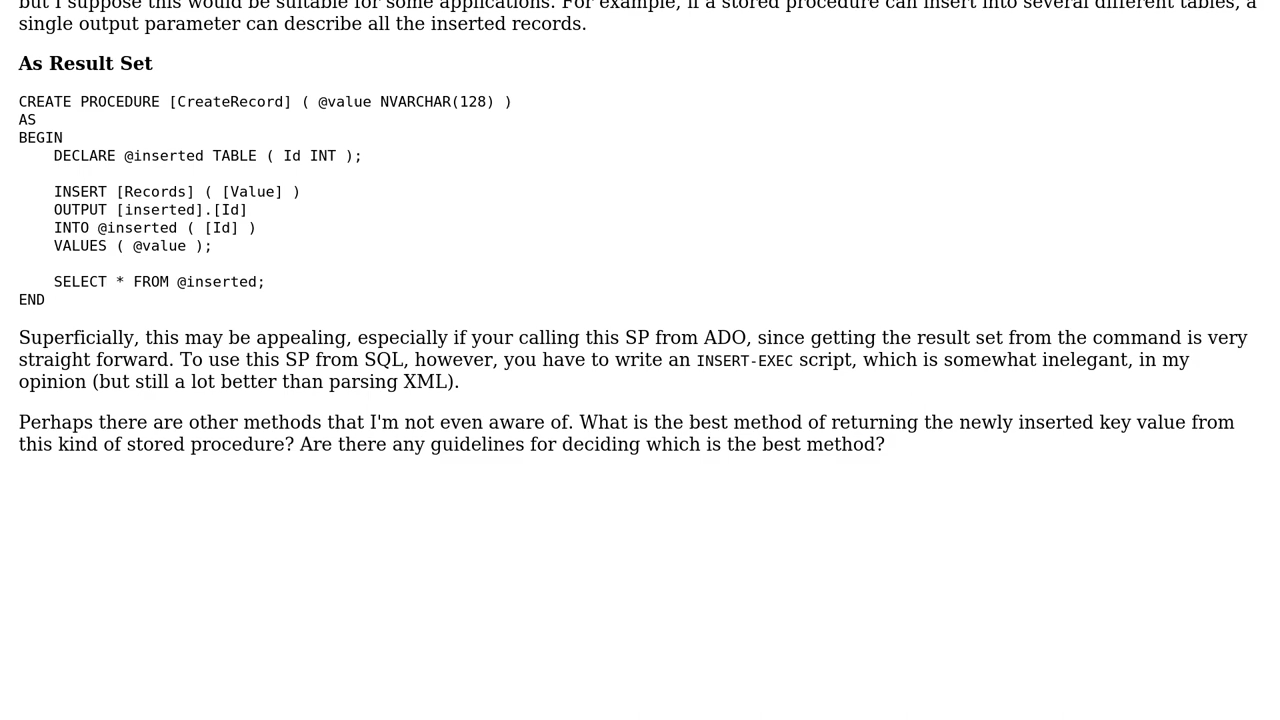 but I suppose this would be suitable for some applications. For example, if a stored procedure can insert into several different tables, a
single output parameter can describe all the inserted records.
As Result Set
CREATE PROCEDURE [CreateRecord] ( @value NVARCHAR(128) )
AS
BEGIN
    DECLARE @inserted TABLE ( Id INT );
    INSERT [Records] ( [Value] )
    OUTPUT [inserted].[Id]
    INTO @inserted ( [Id] )
    VALUES ( @value );
    SELECT * FROM @inserted;
END
Superficially, this may be appealing, especially if your calling this SP from ADO, since getting the result set from the command is very
straight forward. To use this SP from SQL, however, you have to write an INSERT-EXEC script, which is somewhat inelegant, in my
opinion (but still a lot better than parsing XML).
Perhaps there are other methods that I'm not even aware of. What is the best method of returning the newly inserted key value from
this kind of stored procedure? Are there any guidelines for deciding which is the best method?